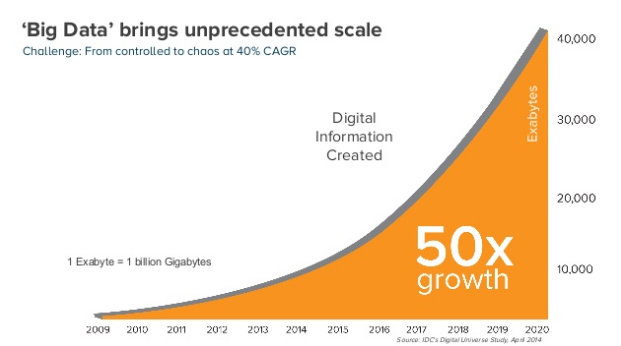 ‘Big Data’ brings unprecedented scale
Challenge: From controlled to chaos at 40% CAGR
40,000
Exabytes
Digital
Information
Created
30,000
20,000
50x
growth
1 Exabyte = 1 billion Gigabytes
10,000
2009 2010 2011 2012 2013 2014 2015 2016 2017 2018 2019 2020
Source: IDC's Digital Universe Study, April 2014